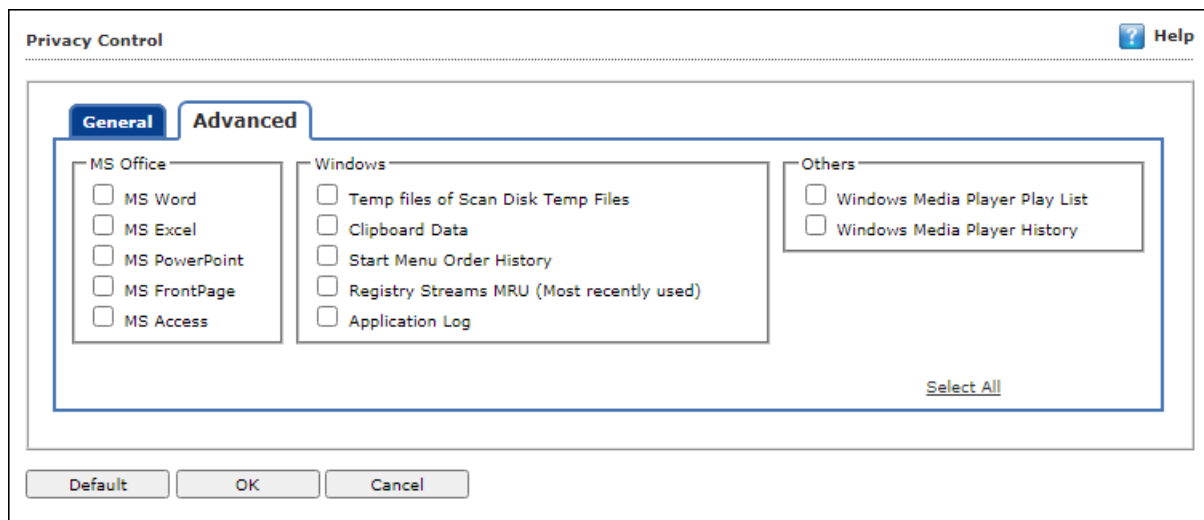 Privacy Control
? Help
General
Advanced
MS Office
MS Word
MS Excel
MS PowerPoint
MS FrontPage
MS Access
Windows
Temp files of Scan Disk Temp Files
Clipboard Data
Start Menu Order History
Registry Streams MRU (Most recently used)
Application Log
Others
Windows Media Player Play List
Windows Media Player History
Select All
Default
OK
Cancel